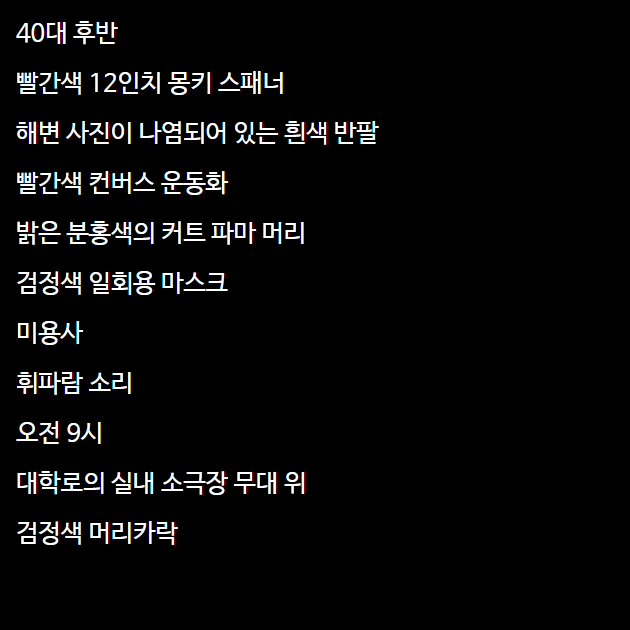 40대 후반
빨간색 12인치 몽키 스패너
해변 사진이 나염되어 있는 흰색 반팔
빨간색 컨버스 운동화
밝은 분홍색의 커트 파마 머리
검정색 일회용 마스크
미용사
휘파람 소리
오전 9시
대학로의 실내 소극장 무대 위
검정색 머리카락